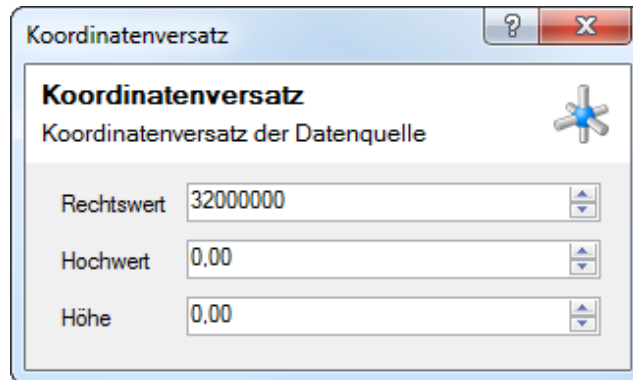 Koordinatenversatz
Koordinatenversatz
Koordinatenversatz der Datenquelle
Rechtswert 32000000
Hochwert 0,00
Höhe 0,00